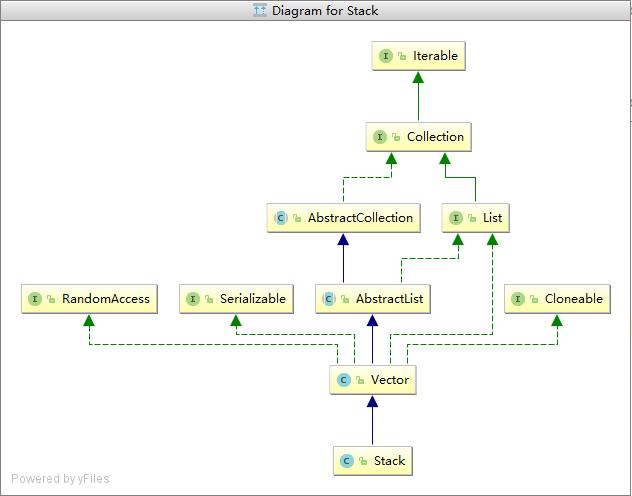 Diagram for Stack
I Iterable
I Collection
C AbstractCollection
I List
I RandomAccess
I Serializable
C AbstractList
I Cloneable
C Vector
C Stack
Powered by yFiles